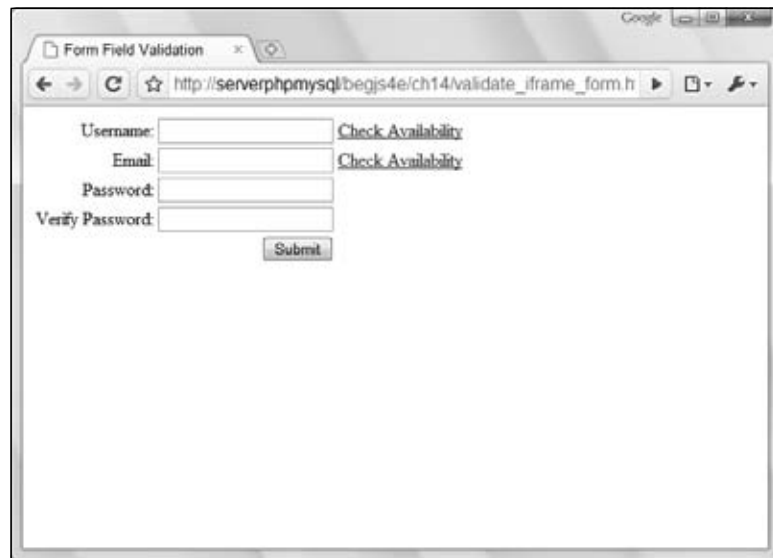 Google
Form Field Validation
http://serverphpmysql/begjs4e/ch14/validate_iframe_form.h
Username: Check Availability
Email: Check Availability
Password:
Verify Password:
Submit